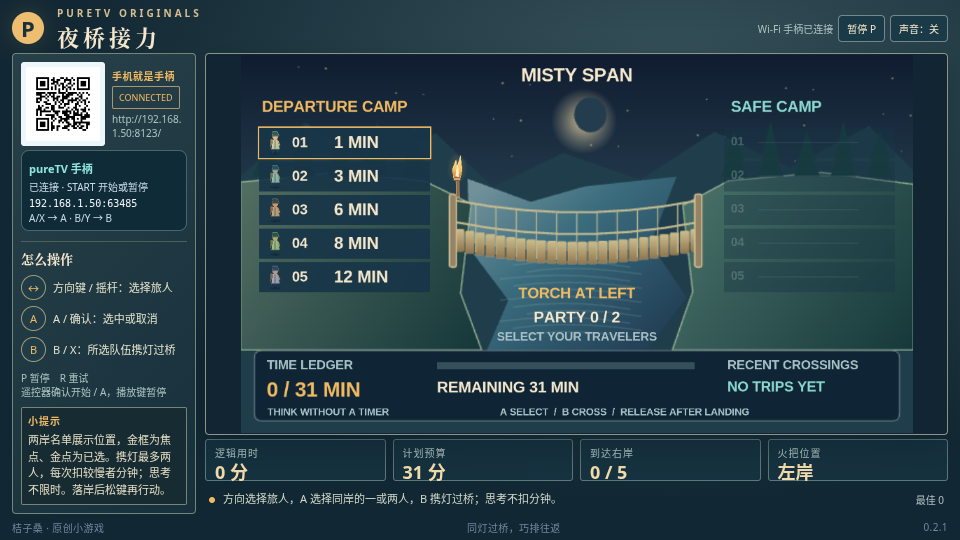 P
PURETV ORIGINALS
夜桥接力
Wi-Fi 手柄已连接
暂停 P
声音：关
手机就是手柄
CONNECTED
http://192.168.
1.50:8123/
pureTV 手柄
已连接 · START 开始或暂停
192.168.1.50:63485
A/X → A · B/Y → B
怎么操作
↔ 方向键 / 摇杆：选择旅人
A A / 确认：选中或取消
B B / X：所选队伍携灯过桥
P 暂停 R 重试
遥控器确认开始 / A，播放键暂停
小提示
两岸名单展示位置，金框为焦
点、金点为已选。携灯最多两
人，每次扣较慢者分钟；思考
不限时。落岸后松键再行动。
MISTY SPAN
DEPARTURE CAMP
01 1 MIN
02 3 MIN
03 6 MIN
04 8 MIN
05 12 MIN
SAFE CAMP
01
02
03
04
05
TORCH AT LEFT
PARTY 0 / 2
SELECT YOUR TRAVELERS
TIME LEDGER
0 / 31 MIN
THINK WITHOUT A TIMER
REMAINING 31 MIN
A SELECT / B CROSS / RELEASE AFTER LANDING
RECENT CROSSINGS
NO TRIPS YET
逻辑用时
0 分
计划预算
31 分
到达右岸
0 / 5
火把位置
左岸
方向选择旅人，A 选择同岸的一或两人，B 携灯过桥；思考不扣分钟。
最佳 0
桔子桑 · 原创小游戏
同灯过桥，巧排往返
0.2.1